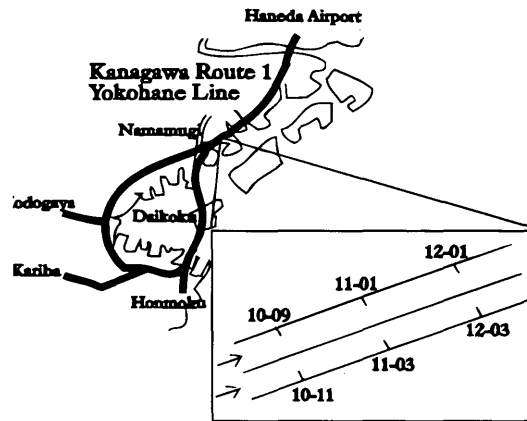 Haneda Airport
Kanagawa Route 1
Yokohane Line
Namamugi
odogaya
Daikoku
Kariba
Honmoku
12-01
11-01
10-09
12-03
11-03
10-11